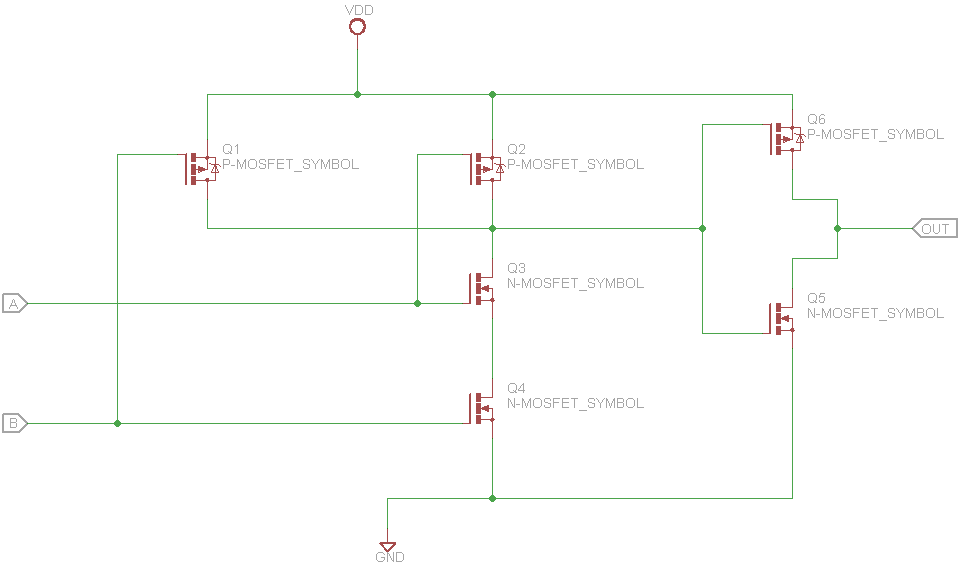 VDD
Q1
P-MOSFET_SYMBOL
Q2
P-MOSFET_SYMBOL
Q6
P-MOSFET_SYMBOL
OUT
Q3
N-MOSFET_SYMBOL
A
Q5
N-MOSFET_SYMBOL
Q4
N-MOSFET_SYMBOL
B
GND